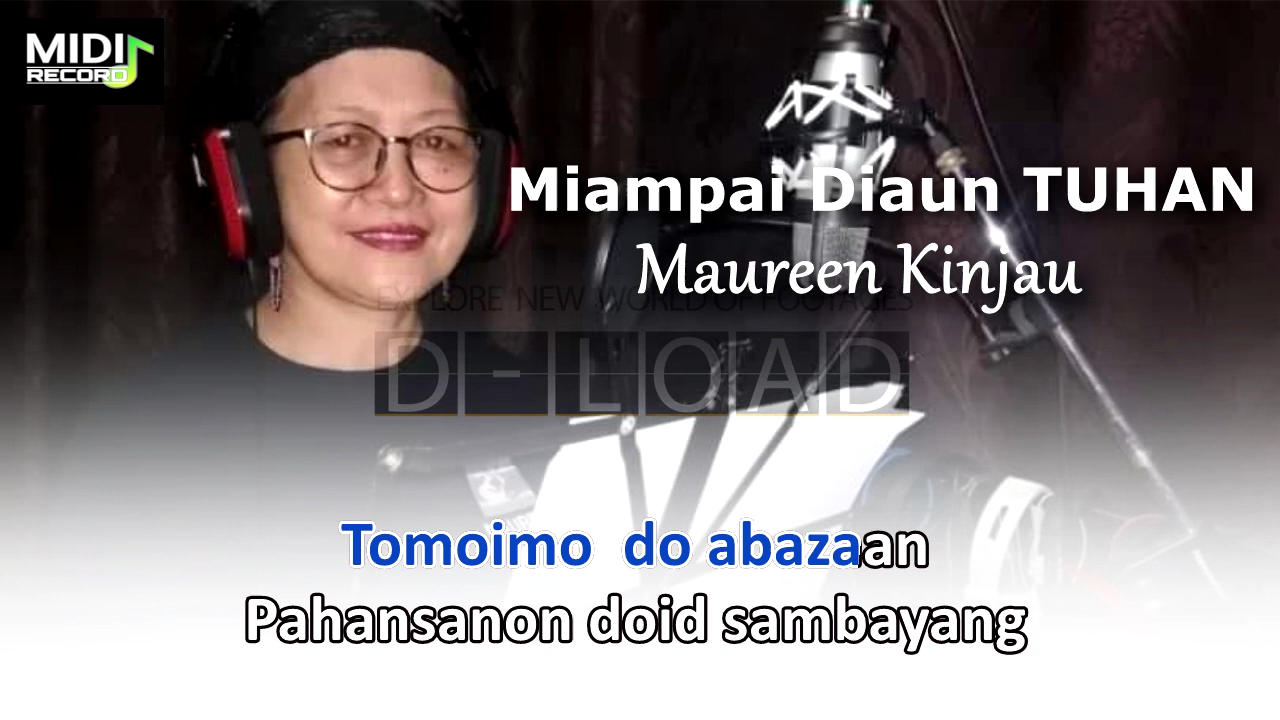 MIDI
RECORD
Miampai Diaun TUHAN
Maureen Kinjau
EXPLORE NEW WORLD OF FOOTAGES
D-LOAD
Tomoimo do abazaan
Pahansanon doid sambayang